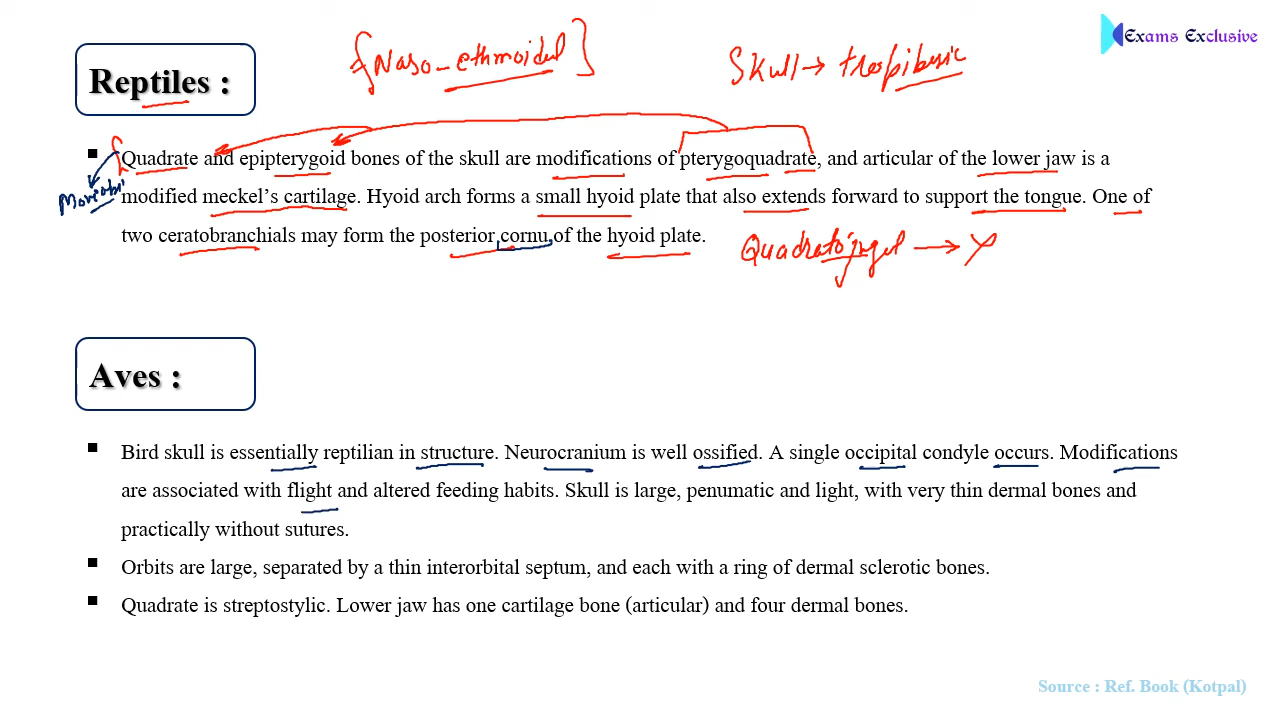 Exams Exclusive
{Naso-ethmoidal]
Skull → tropibasic
Reptiles :
Quadrate and epipterygoid bones of the skull are modifications of pterygoquadrate, and articular of the lower jaw is a
modified meckel’s cartilage. Hyoid arch forms a small hyoid plate that also extends forward to support the tongue. One of
two ceratobranchials may form the posterior cornu of the hyoid plate.
Quadratojugal → X
Aves :
Bird skull is essentially reptilian in structure. Neurocranium is well ossified. A single occipital condyle occurs. Modifications
are associated with flight and altered feeding habits. Skull is large, penumatic and light, with very thin dermal bones and
practically without sutures.
Orbits are large, separated by a thin interorbital septum, and each with a ring of dermal sclerotic bones.
Quadrate is streptostylic. Lower jaw has one cartilage bone (articular) and four dermal bones.
Source : Ref. Book (Kotpal)